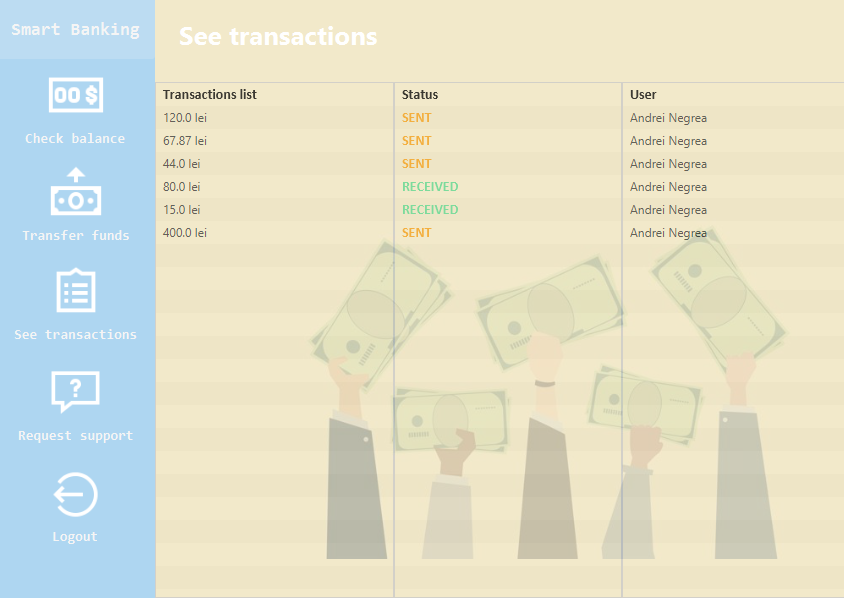 Smart Banking
See transactions
00 $
Check balance
Transfer funds
See transactions
?
Request support
Logout
Transactions list Status User
120.0 lei SENT Andrei Negrea
67.87 lei SENT Andrei Negrea
44.0 lei SENT Andrei Negrea
80.0 lei RECEIVED Andrei Negrea
15.0 lei RECEIVED Andrei Negrea
400.0 lei SENT Andrei Negrea